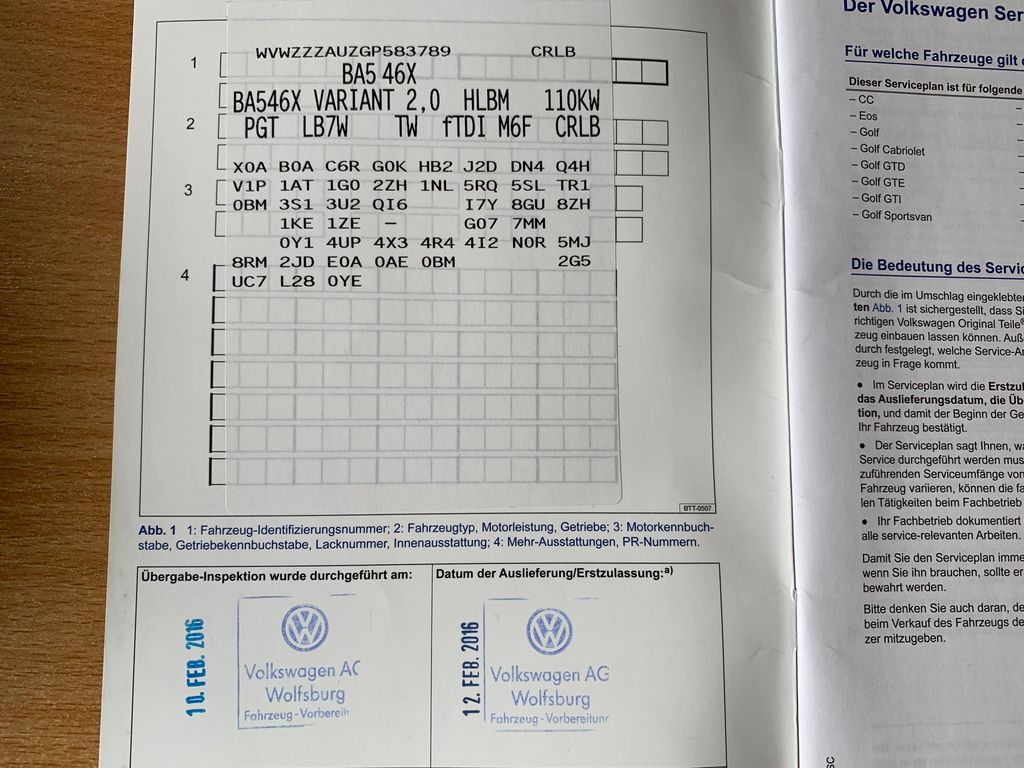 WVWZZZAUZGP583789 CRLB
1
BA5 46X
BA546X VARIANT 2,0 HLBM 110KW
2 PGT LB7W TW fTDI M6F CRLB
X0A B0A C6R G0K HB2 J2D DN4 Q4H
3 V1P 1AT 1G0 2ZH 1NL 5RQ 5SL TR1
0BM 3S1 3U2 QI6 I7Y 8GU 8ZH
1KE 1ZE – G07 7MM
0Y1 4UP 4X3 4R4 4I2 N0R 5MJ
8RM 2JD E0A 0AE 0BM 2G5
4 UC7 L28 0YE
BTT-0507
Abb. 1 1: Fahrzeug-Identifizierungsnummer; 2: Fahrzeugtyp, Motorleistung, Getriebe; 3: Motorkennbuch-
stabe, Getriebekennbuchstabe, Lacknummer, Innenausstattung; 4: Mehr-Ausstattungen, PR-Nummern.
Übergabe-Inspektion wurde durchgeführt am:
10. FEB. 2016
Volkswagen AG
Wolfsburg
Fahrzeug-Vorbereit
Datum der Auslieferung/Erstzulassung:a)
12. FEB. 2016
Volkswagen AG
Wolfsburg
Fahrzeug-Vorbereitun
Der Volkswagen Ser
Für welche Fahrzeuge gilt
Dieser Serviceplan ist für folgende
– CC
– Eos
– Golf
– Golf Cabriolet
– Golf GTD
– Golf GTE
– Golf GTI
– Golf Sportsvan
Die Bedeutung des Servic
Durch die im Umschlag eingeklebten
ten Abb. 1 ist sichergestellt, dass Si
richtigen Volkswagen Original Teile®
zeug einbauen lassen können. Auß
durch festgelegt, welche Service-Ar
zeug in Frage kommt.
● Im Serviceplan wird die Erstzul
das Auslieferungsdatum, die Üb
tion, und damit der Beginn der Ge
Ihr Fahrzeug bestätigt.
● Der Serviceplan sagt Ihnen, wa
Service durchgeführt werden mus
zuführenden Serviceumfänge von
Fahrzeug variieren, können die fa
len Tätigkeiten beim Fachbetrieb
● Ihr Fachbetrieb dokumentiert
alle service-relevanten Arbeiten.
Damit Sie den Serviceplan imme
wenn Sie ihn brauchen, sollte er
bewahrt werden.
Bitte denken Sie auch daran, de
beim Verkauf des Fahrzeugs de
zer mitzugeben.
SC